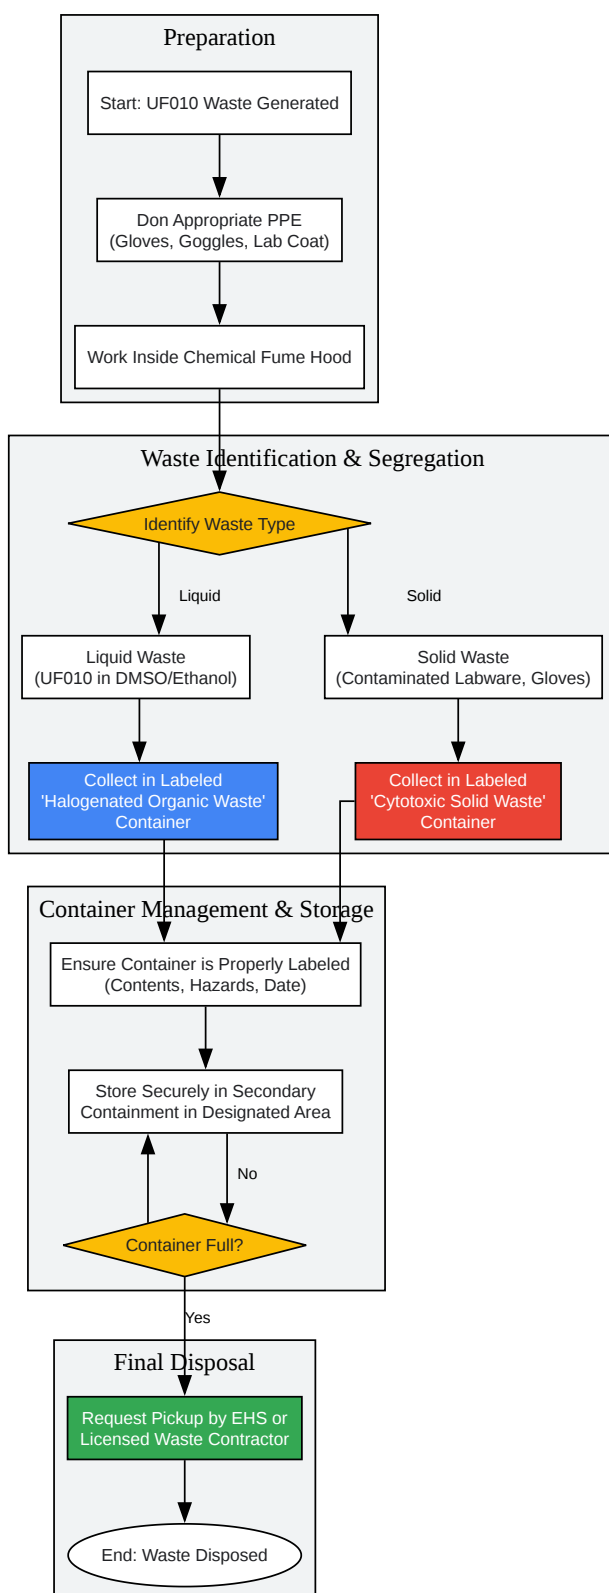 Preparation
Start: UF010 Waste Generated
Don Appropriate PPE
(Gloves, Goggles, Lab Coat)
Work Inside Chemical Fume Hood
Waste Identification & Segregation
Identify Waste Type
Liquid
Solid
Liquid Waste
(UF010 in DMSO/Ethanol)
Solid Waste
(Contaminated Labware, Gloves)
Collect in Labeled
'Halogenated Organic Waste'
Container
Collect in Labeled
'Cytotoxic Solid Waste'
Container
Container Management & Storage
Ensure Container is Properly Labeled
(Contents, Hazards, Date)
Store Securely in Secondary
Containment in Designated Area
No
Container Full?
Yes
Final Disposal
Request Pickup by EHS or
Licensed Waste Contractor
End: Waste Disposed